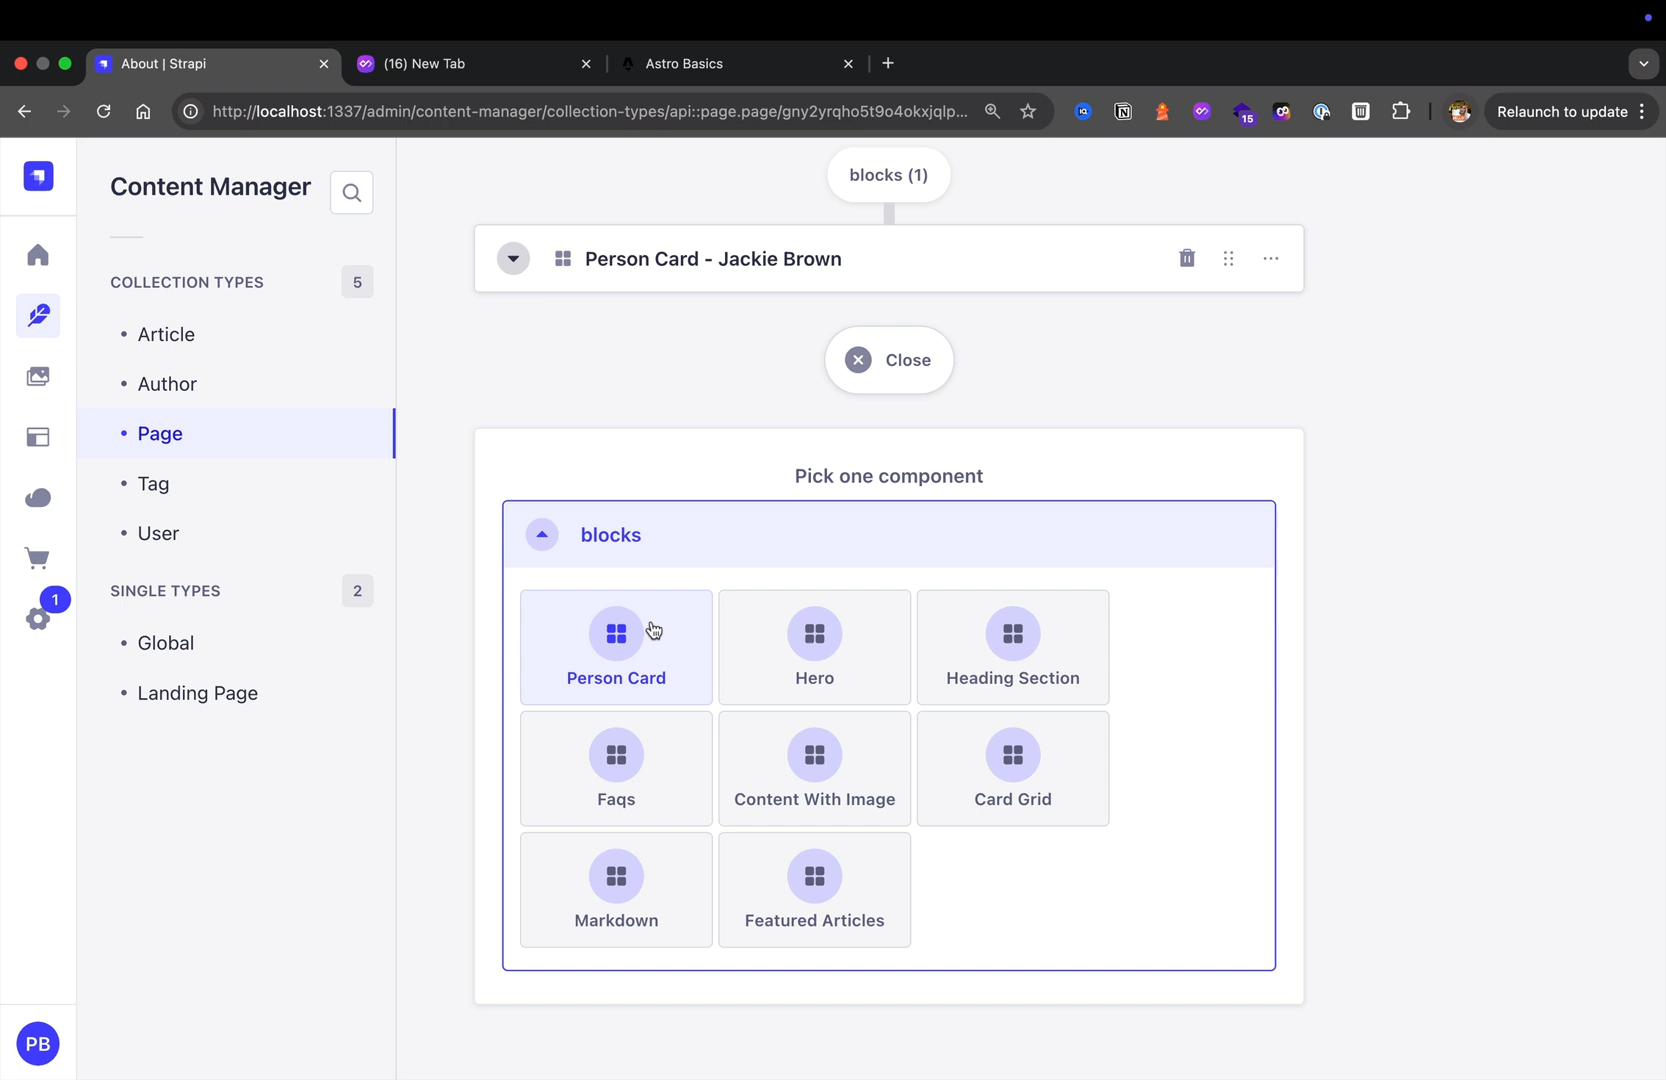 About | Strapi
(16) New Tab
Astro Basics
http://localhost:1337/admin/content-manager/collection-types/api::page.page/gny2yrqho5t9o4okxjqlp...
15
Relaunch to update
Content Manager
COLLECTION TYPES
5
Article
Author
Page
Tag
User
SINGLE TYPES
2
Global
Landing Page
1
PB
blocks (1)
Person Card - Jackie Brown
Close
Pick one component
blocks
Person Card
Hero
Heading Section
Faqs
Content With Image
Card Grid
Markdown
Featured Articles